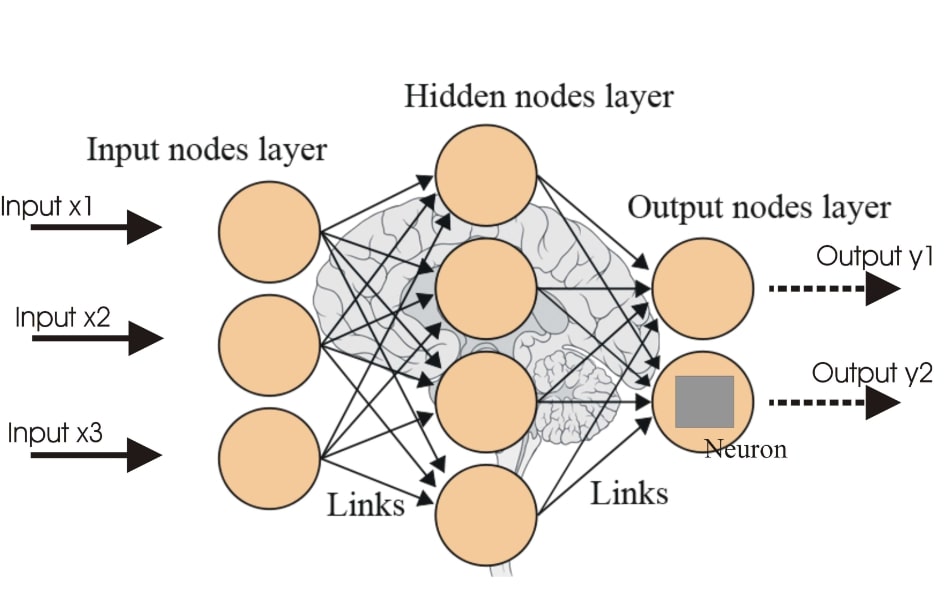 Hidden nodes layer
Input nodes layer
Input x1
Output nodes layer
Output y1
Input x2
Output y2
Input x3
Neuron
Links
Links